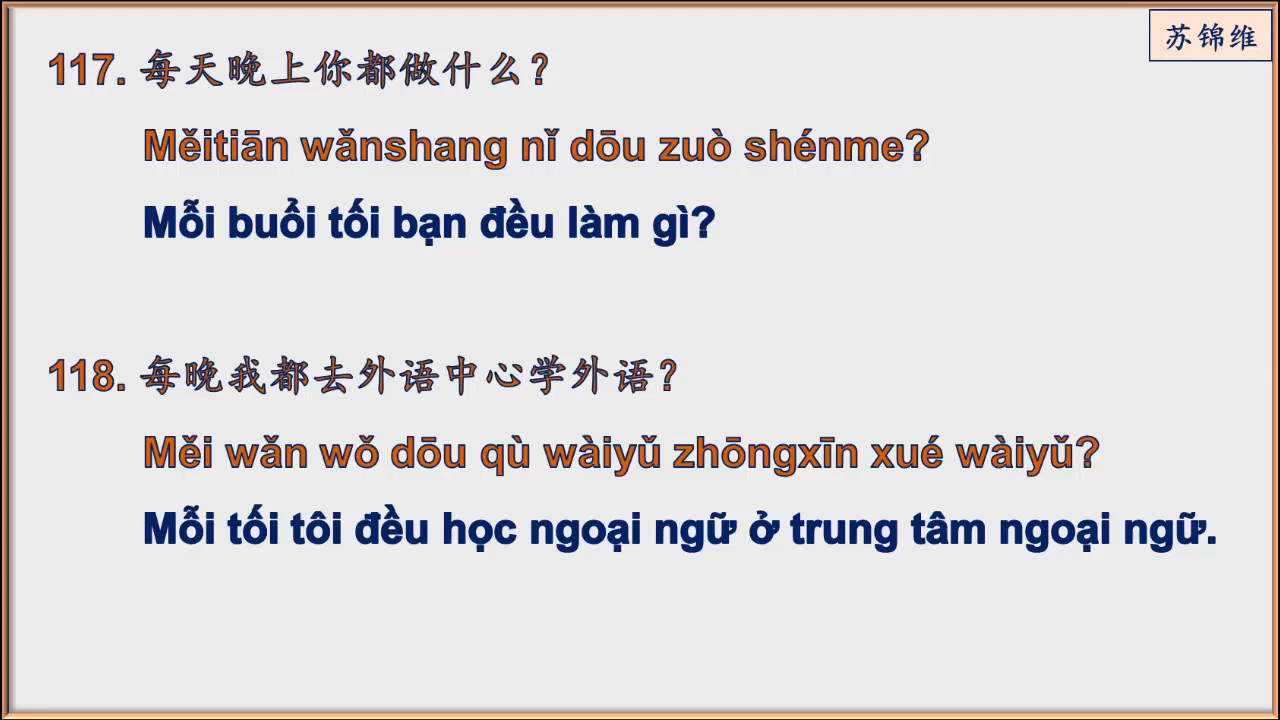 苏锦维
117. 每天晚上你都做什么?
Měitiān wǎnshang nǐ dōu zuò shénme?
Mỗi buổi tối bạn đều làm gì?
118. 每晚我都去外语中心学外语?
Měi wǎn wǒ dōu qù wàiyǔ zhōngxīn xué wàiyǔ?
Mỗi tối tôi đều học ngoại ngữ ở trung tâm ngoại ngữ.